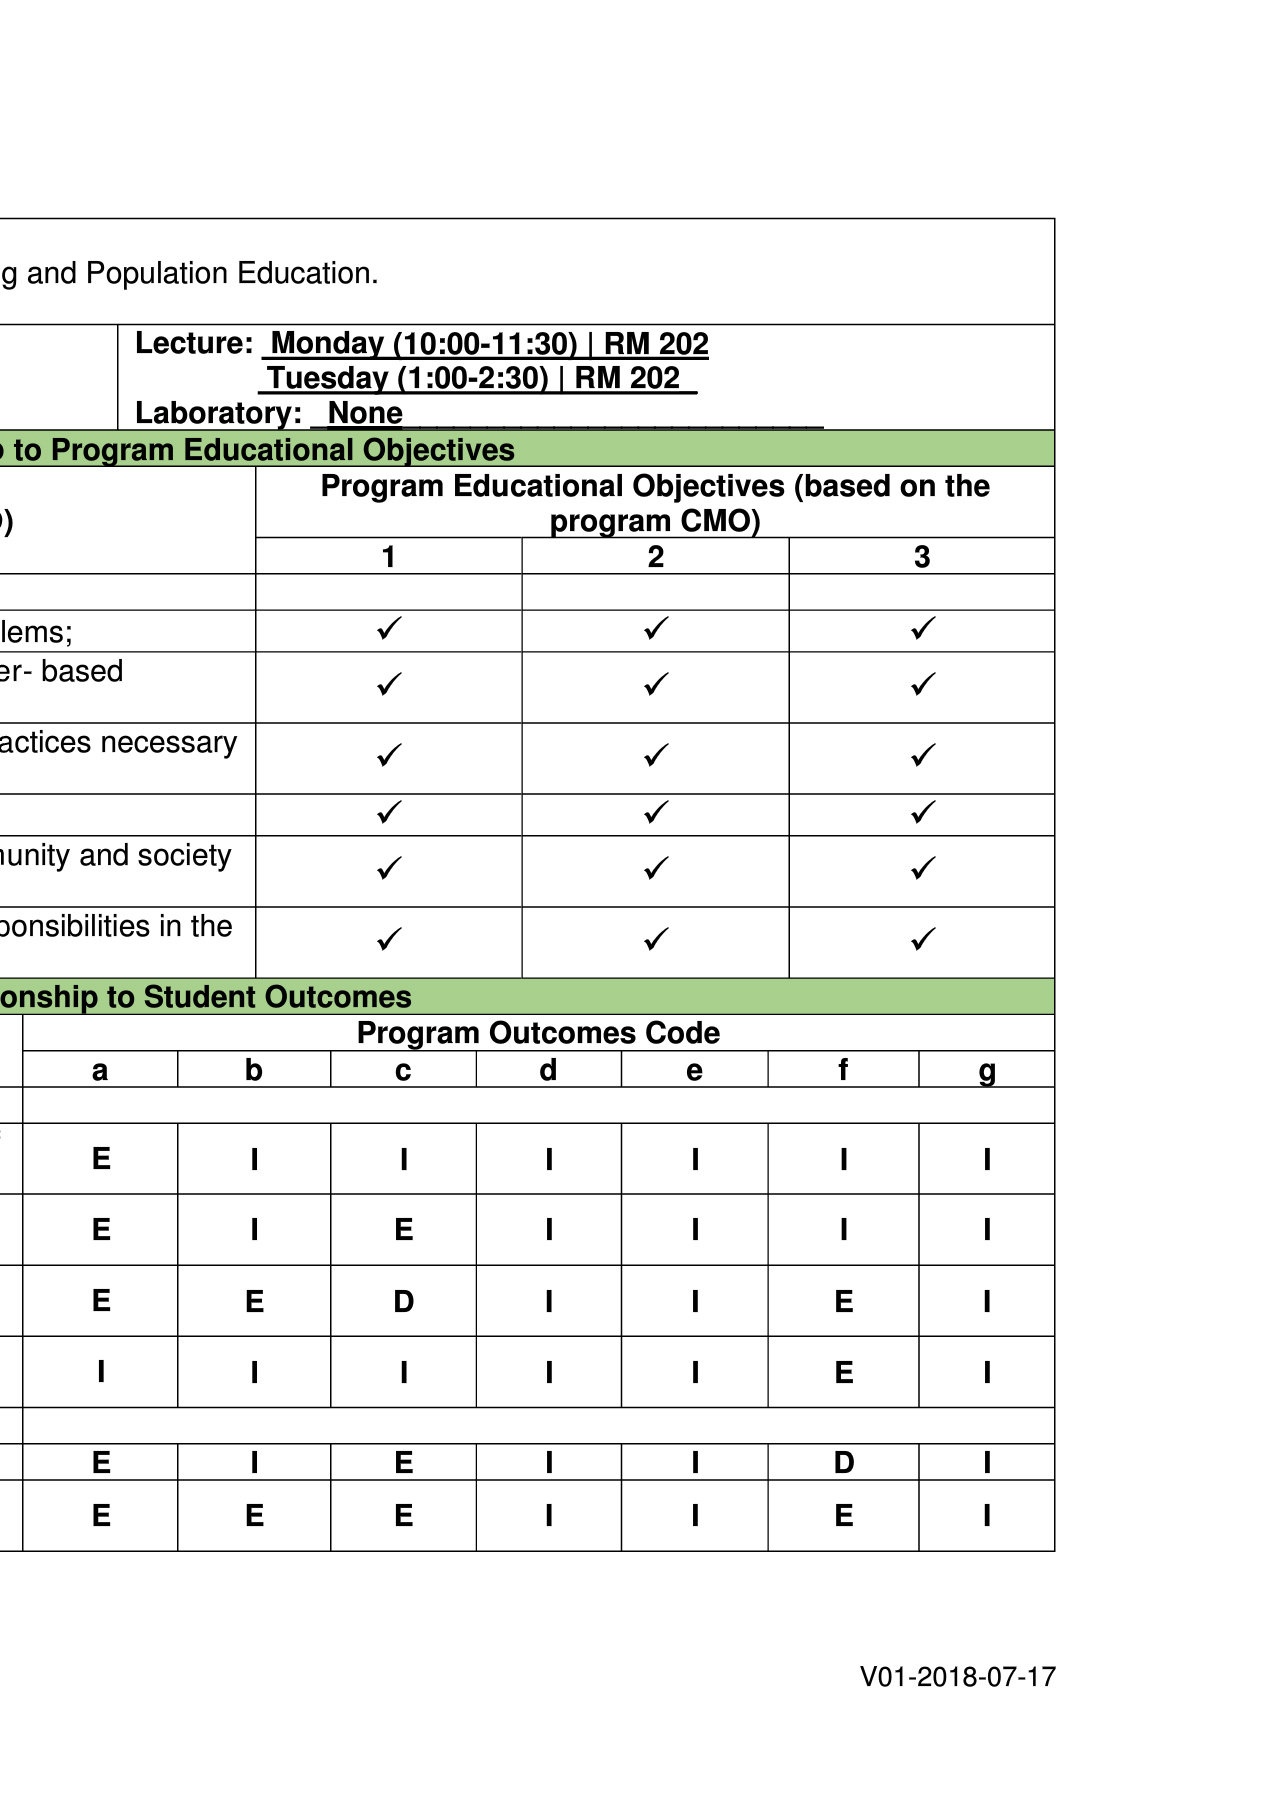 g and Population Education.
Lecture: Monday (10:00-11:30) | RM 202
Tuesday (1:00-2:30) | RM 202
Laboratory: None
to Program Educational Objectives
Program Educational Objectives (based on the
program CMO)
)
1 2 3
lems; ✓ ✓ ✓
er- based
✓ ✓ ✓
actices necessary
✓ ✓ ✓
✓ ✓ ✓
unity and society
✓ ✓ ✓
ponsibilities in the
✓ ✓ ✓
onship to Student Outcomes
Program Outcomes Code
a b c d e f g
E I I I I I I
E I E I I I I
E E D I I E I
I I I I I E I
E I E I I D I
E E E I I E I
V01-2018-07-17